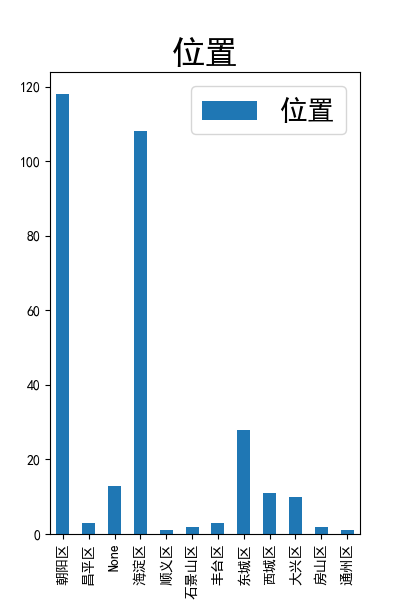 位置
位置
120
100
80
60
40
20
0
朝阳区
昌平区
None
海淀区
顺义区
石景山区
丰台区
东城区
西城区
大兴区
房山区
通州区